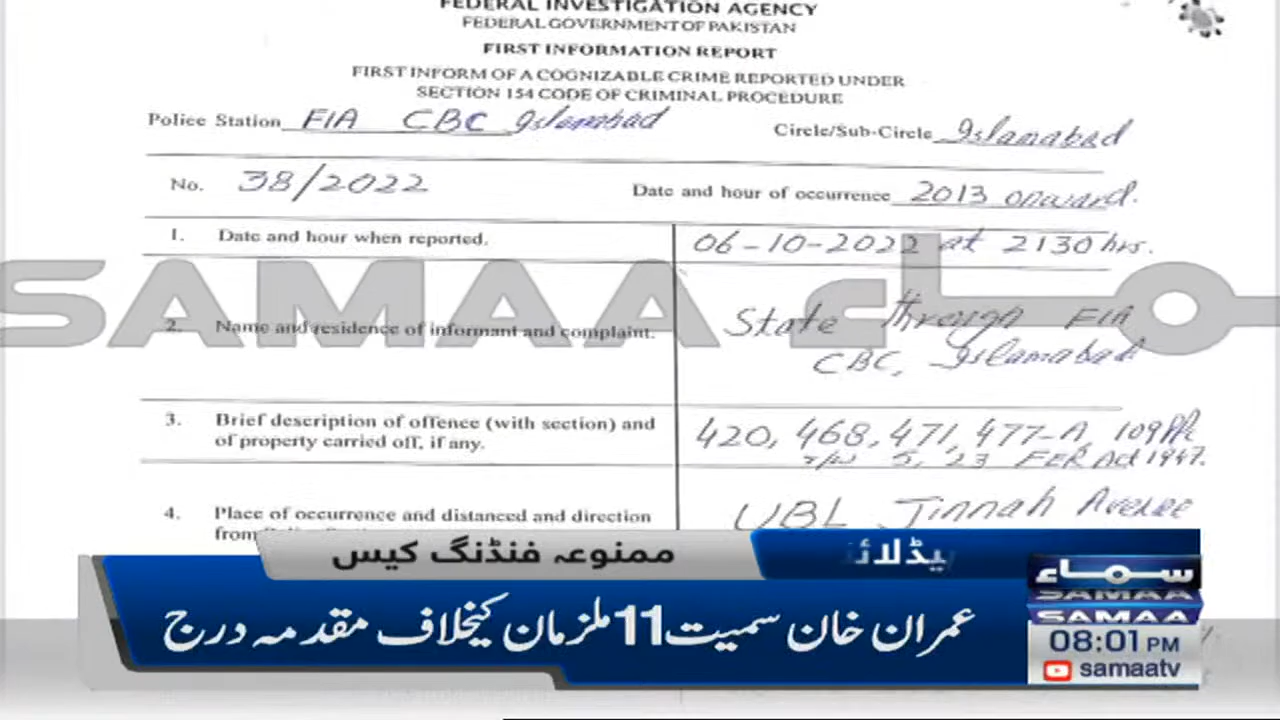 FEDERAL INVESTIGATION AGENCY
FEDERAL GOVERNMENT OF PAKISTAN
FIRST INFORMATION REPORT
FIRST INFORM OF A COGNIZABLE CRIME REPORTED UNDER
SECTION 154 CODE OF CRIMINAL PROCEDURE
Police Station FIA CBC Islamabad
Circle/Sub-Circle Islamabad
No. 38/2022
Date and hour of occurrence 2013 onward.
1. Date and hour when reported.
06-10-2022 at 2130 hrs.
SAMAA سماء
2. Name and residence of informant and complaint.
State Through FIA
CBC, Islamabad
3. Brief description of offence (with section) and
of property carried off, if any.
420, 468, 471, 477-A, 109 PPC
r/w 5, 23 FER Act 1947.
4. Place of occurrence and distanced and direction
from
UBL Jinnah Avenue
ممنوعہ فنڈنگ کیس
عمران خان سمیت 11 ملزمان کیخلاف مقدمہ درج
سماء
SAMAA
SAMAA
08:01 PM
samaatv